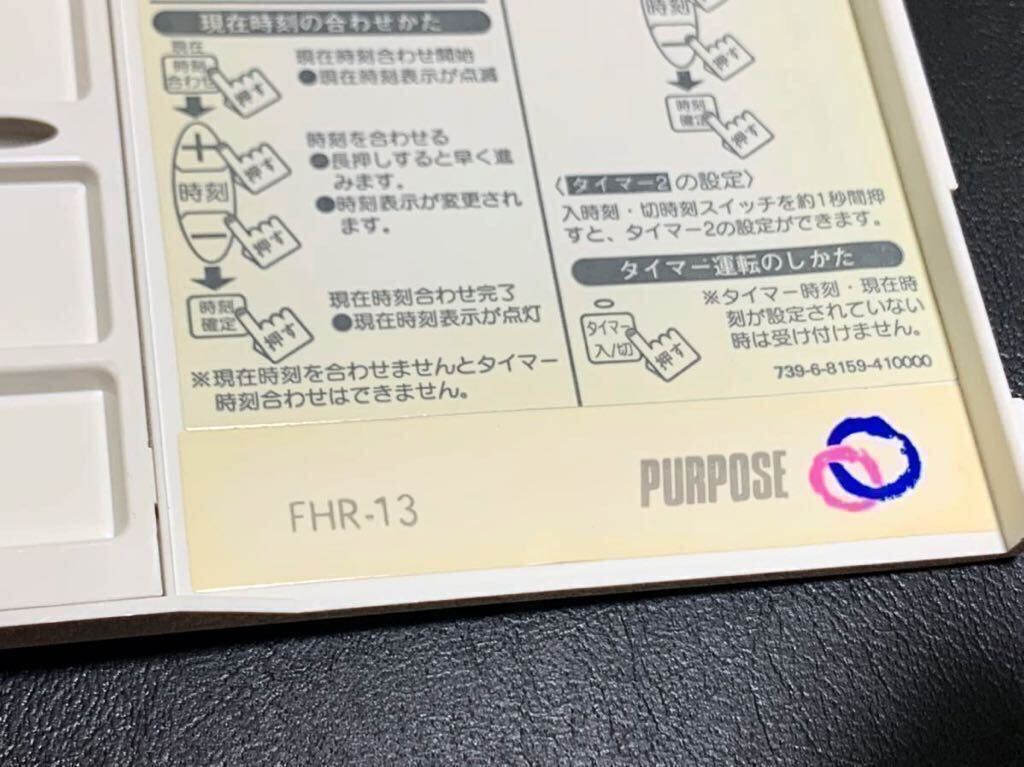 現在時刻の合わせかた
現在
時刻
合わせ
押す
現在時刻合わせ開始
●現在時刻表示が点滅
＋
時刻
－
押す
押す
時刻を合わせる
●長押しすると早く進
みます。
●時刻表示が変更され
ます。
時刻
確定
押す
現在時刻合わせ完了
●現在時刻表示が点灯
※現在時刻を合わせませんとタイマー
時刻合わせはできません。
時刻
－
押す
時刻
確定
押す
〈タイマー2の設定〉
入時刻・切時刻スイッチを約1秒間押
すと、タイマー2の設定ができます。
タイマー運転のしかた
タイマー
入/切
押す
※タイマー時刻・現在時
刻が設定されていない
時は受け付けません。
739-6-8159-410000
FHR-13
PURPOSE